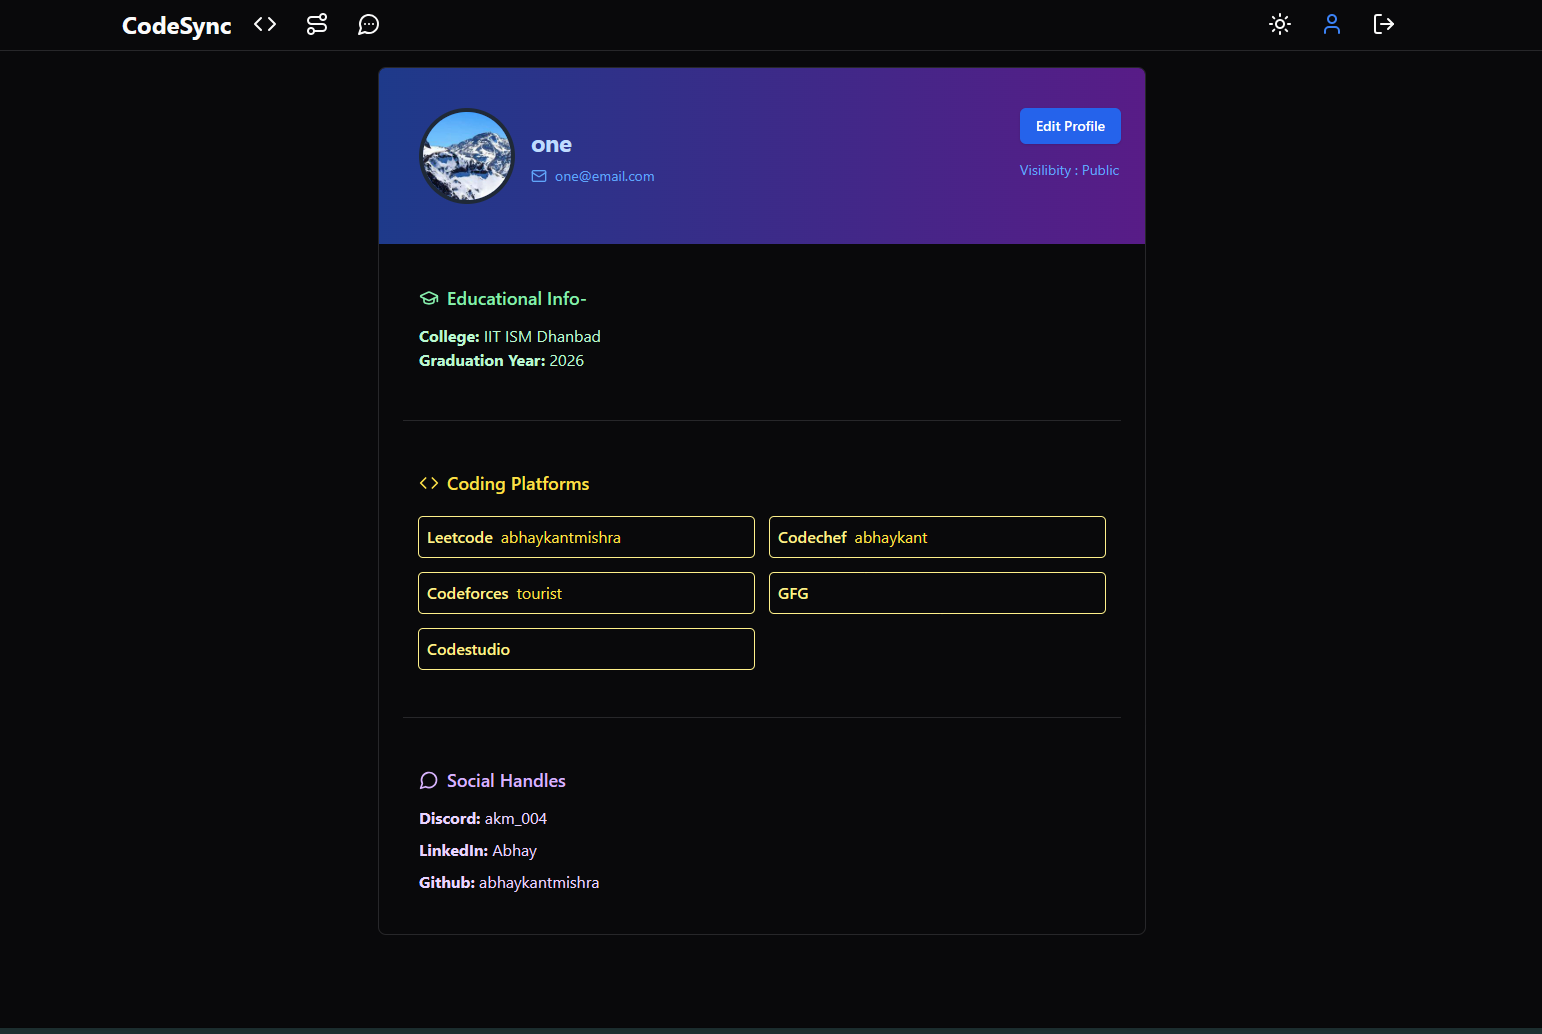 CodeSync
one
one@email.com
Edit Profile
Visilibity : Public
Educational Info-
College: IIT ISM Dhanbad
Graduation Year: 2026
Coding Platforms
Leetcode abhaykantmishra
Codechef abhaykant
Codeforces tourist
GFG
Codestudio
Social Handles
Discord: akm_004
LinkedIn: Abhay
Github: abhaykantmishra